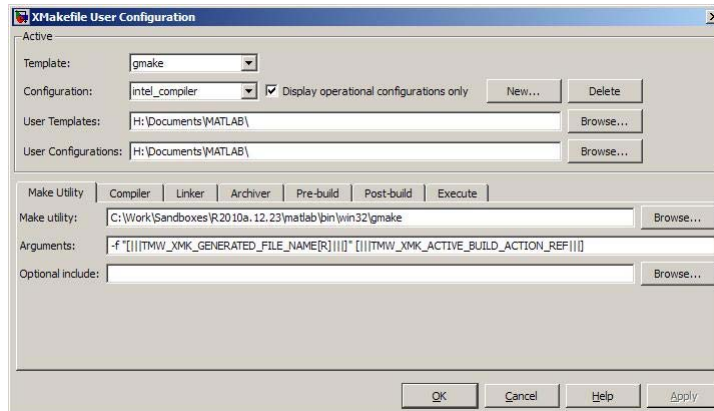 XMakefile User Configuration
Active
Template: gmake
Configuration: intel_compiler Display operational configurations only New... Delete
User Templates: H:\Documents\MATLAB\ Browse...
User Configurations: H:\Documents\MATLAB\ Browse...
Make Utility Compiler Linker Archiver Pre-build Post-build Execute
Make utility: C:\Work\Sandboxes\R2010a.12.23\matlab\bin\win32\gmake Browse...
Arguments: -f "[|||TMW_XMK_GENERATED_FILE_NAME[R]|||]" [|||TMW_XMK_ACTIVE_BUILD_ACTION_REF|||]
Optional include: Browse...
OK Cancel Help Apply